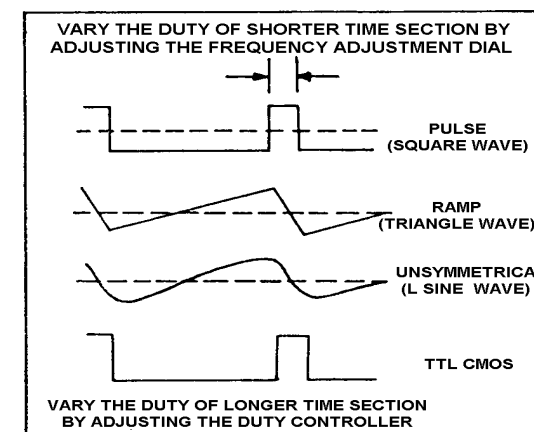 VARY THE DUTY OF SHORTER TIME SECTION BY
ADJUSTING THE FREQUENCY ADJUSTMENT DIAL
PULSE
(SQUARE WAVE)
RAMP
(TRIANGLE WAVE)
UNSYMMETRICA
(L SINE WAVE)
TTL CMOS
VARY THE DUTY OF LONGER TIME SECTION
BY ADJUSTING THE DUTY CONTROLLER